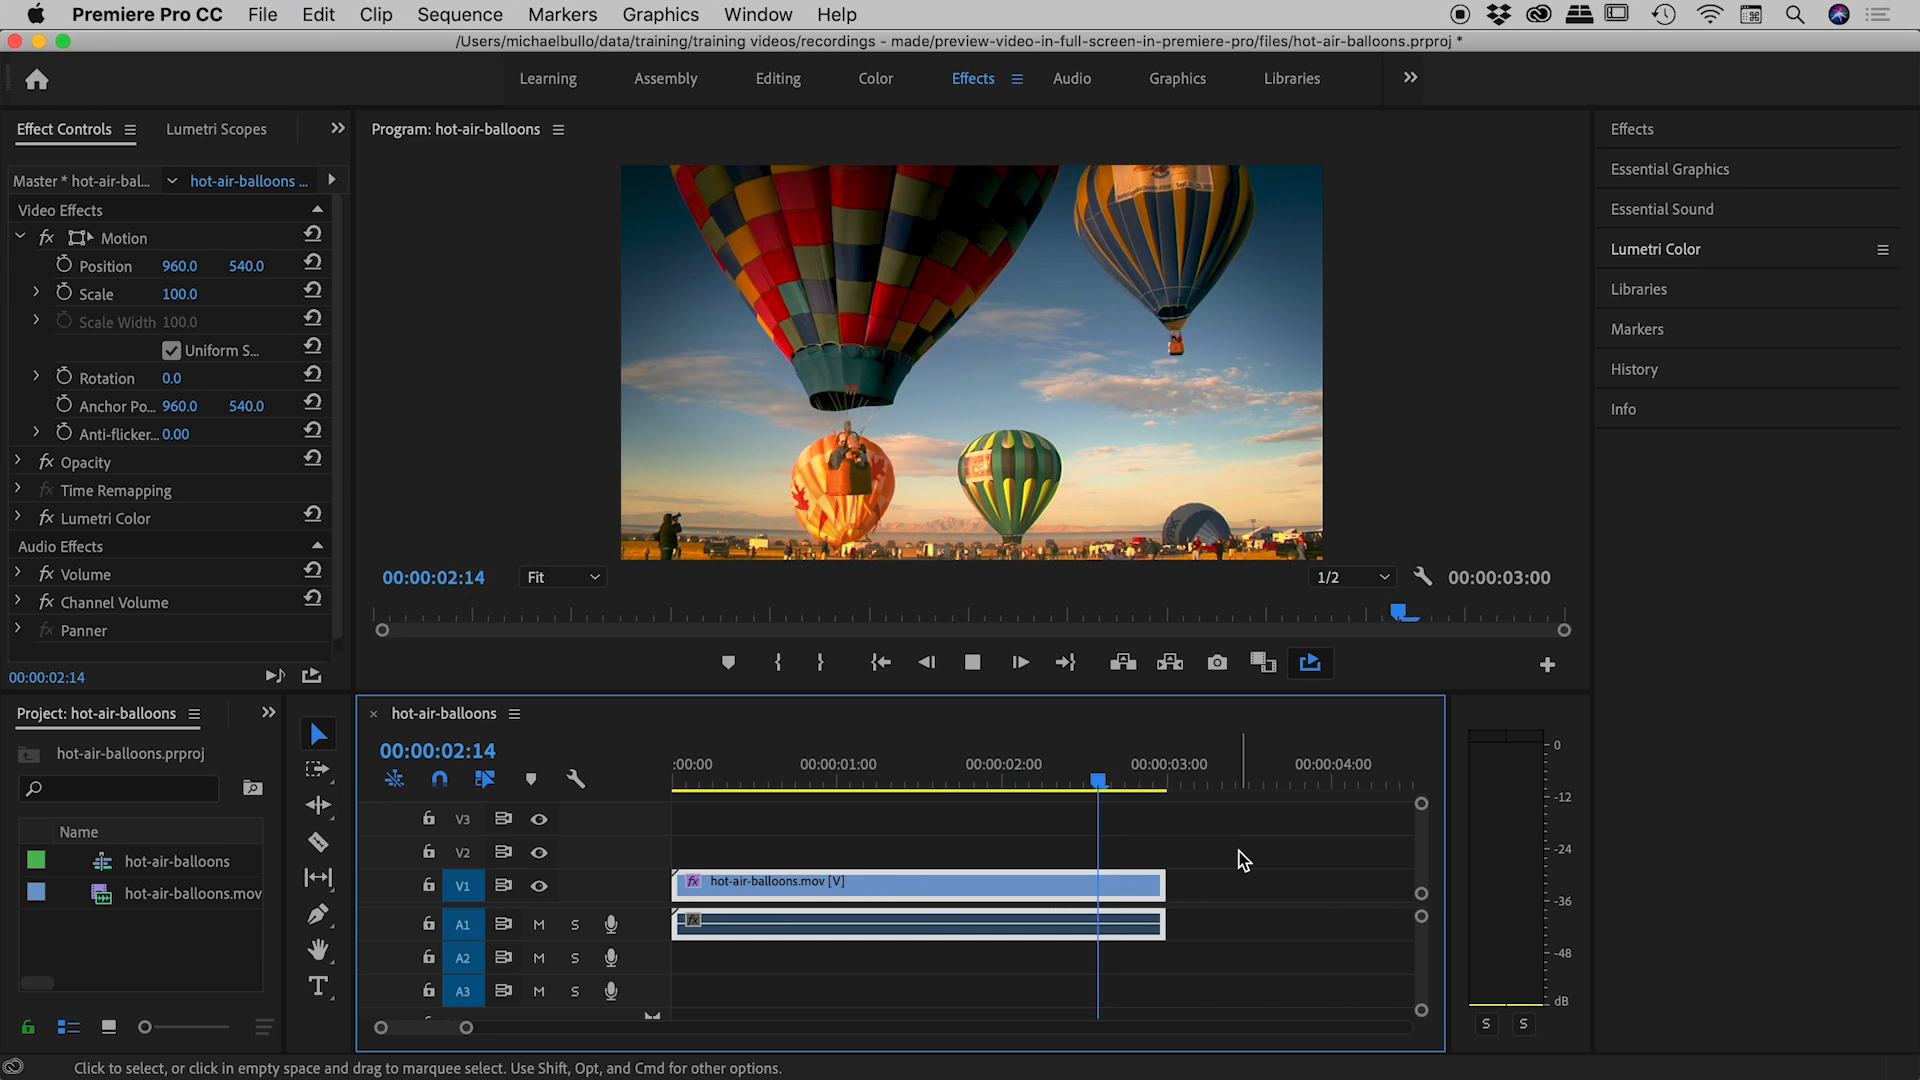 Premiere Pro CC File Edit Clip Sequence Markers Graphics Window Help
/Users/michaelbullo/data/training/training videos/recordings - made/preview-video-in-full-screen-in-premiere-pro/files/hot-air-balloons.prproj *
Learning Assembly Editing Color Effects Audio Graphics Libraries
Effect Controls Lumetri Scopes
Program: hot-air-balloons
Master * hot-air-bal... hot-air-balloons ...
Video Effects
fx Motion
Position 960.0 540.0
Scale 100.0
Scale Width 100.0
Uniform S...
Rotation 0.0
Anchor Po... 960.0 540.0
Anti-flicker... 0.00
fx Opacity
fx Time Remapping
fx Lumetri Color
Audio Effects
fx Volume
fx Channel Volume
fx Panner
00:00:02:14
00:00:02:14 Fit 1/2 00:00:03:00
Effects
Essential Graphics
Essential Sound
Lumetri Color
Libraries
Markers
History
Info
Project: hot-air-balloons
hot-air-balloons.prproj
Name
hot-air-balloons
hot-air-balloons.mov
T
hot-air-balloons
00:00:02:14
:00:00 00:00:01:00 00:00:02:00 00:00:03:00 00:00:04:00
V3
V2
V1 fx hot-air-balloons.mov [V]
A1 M S fx
A2 M S
A3 M S
0
-12
-24
-36
-48
dB
S S
Click to select, or click in empty space and drag to marquee select. Use Shift, Opt, and Cmd for other options.